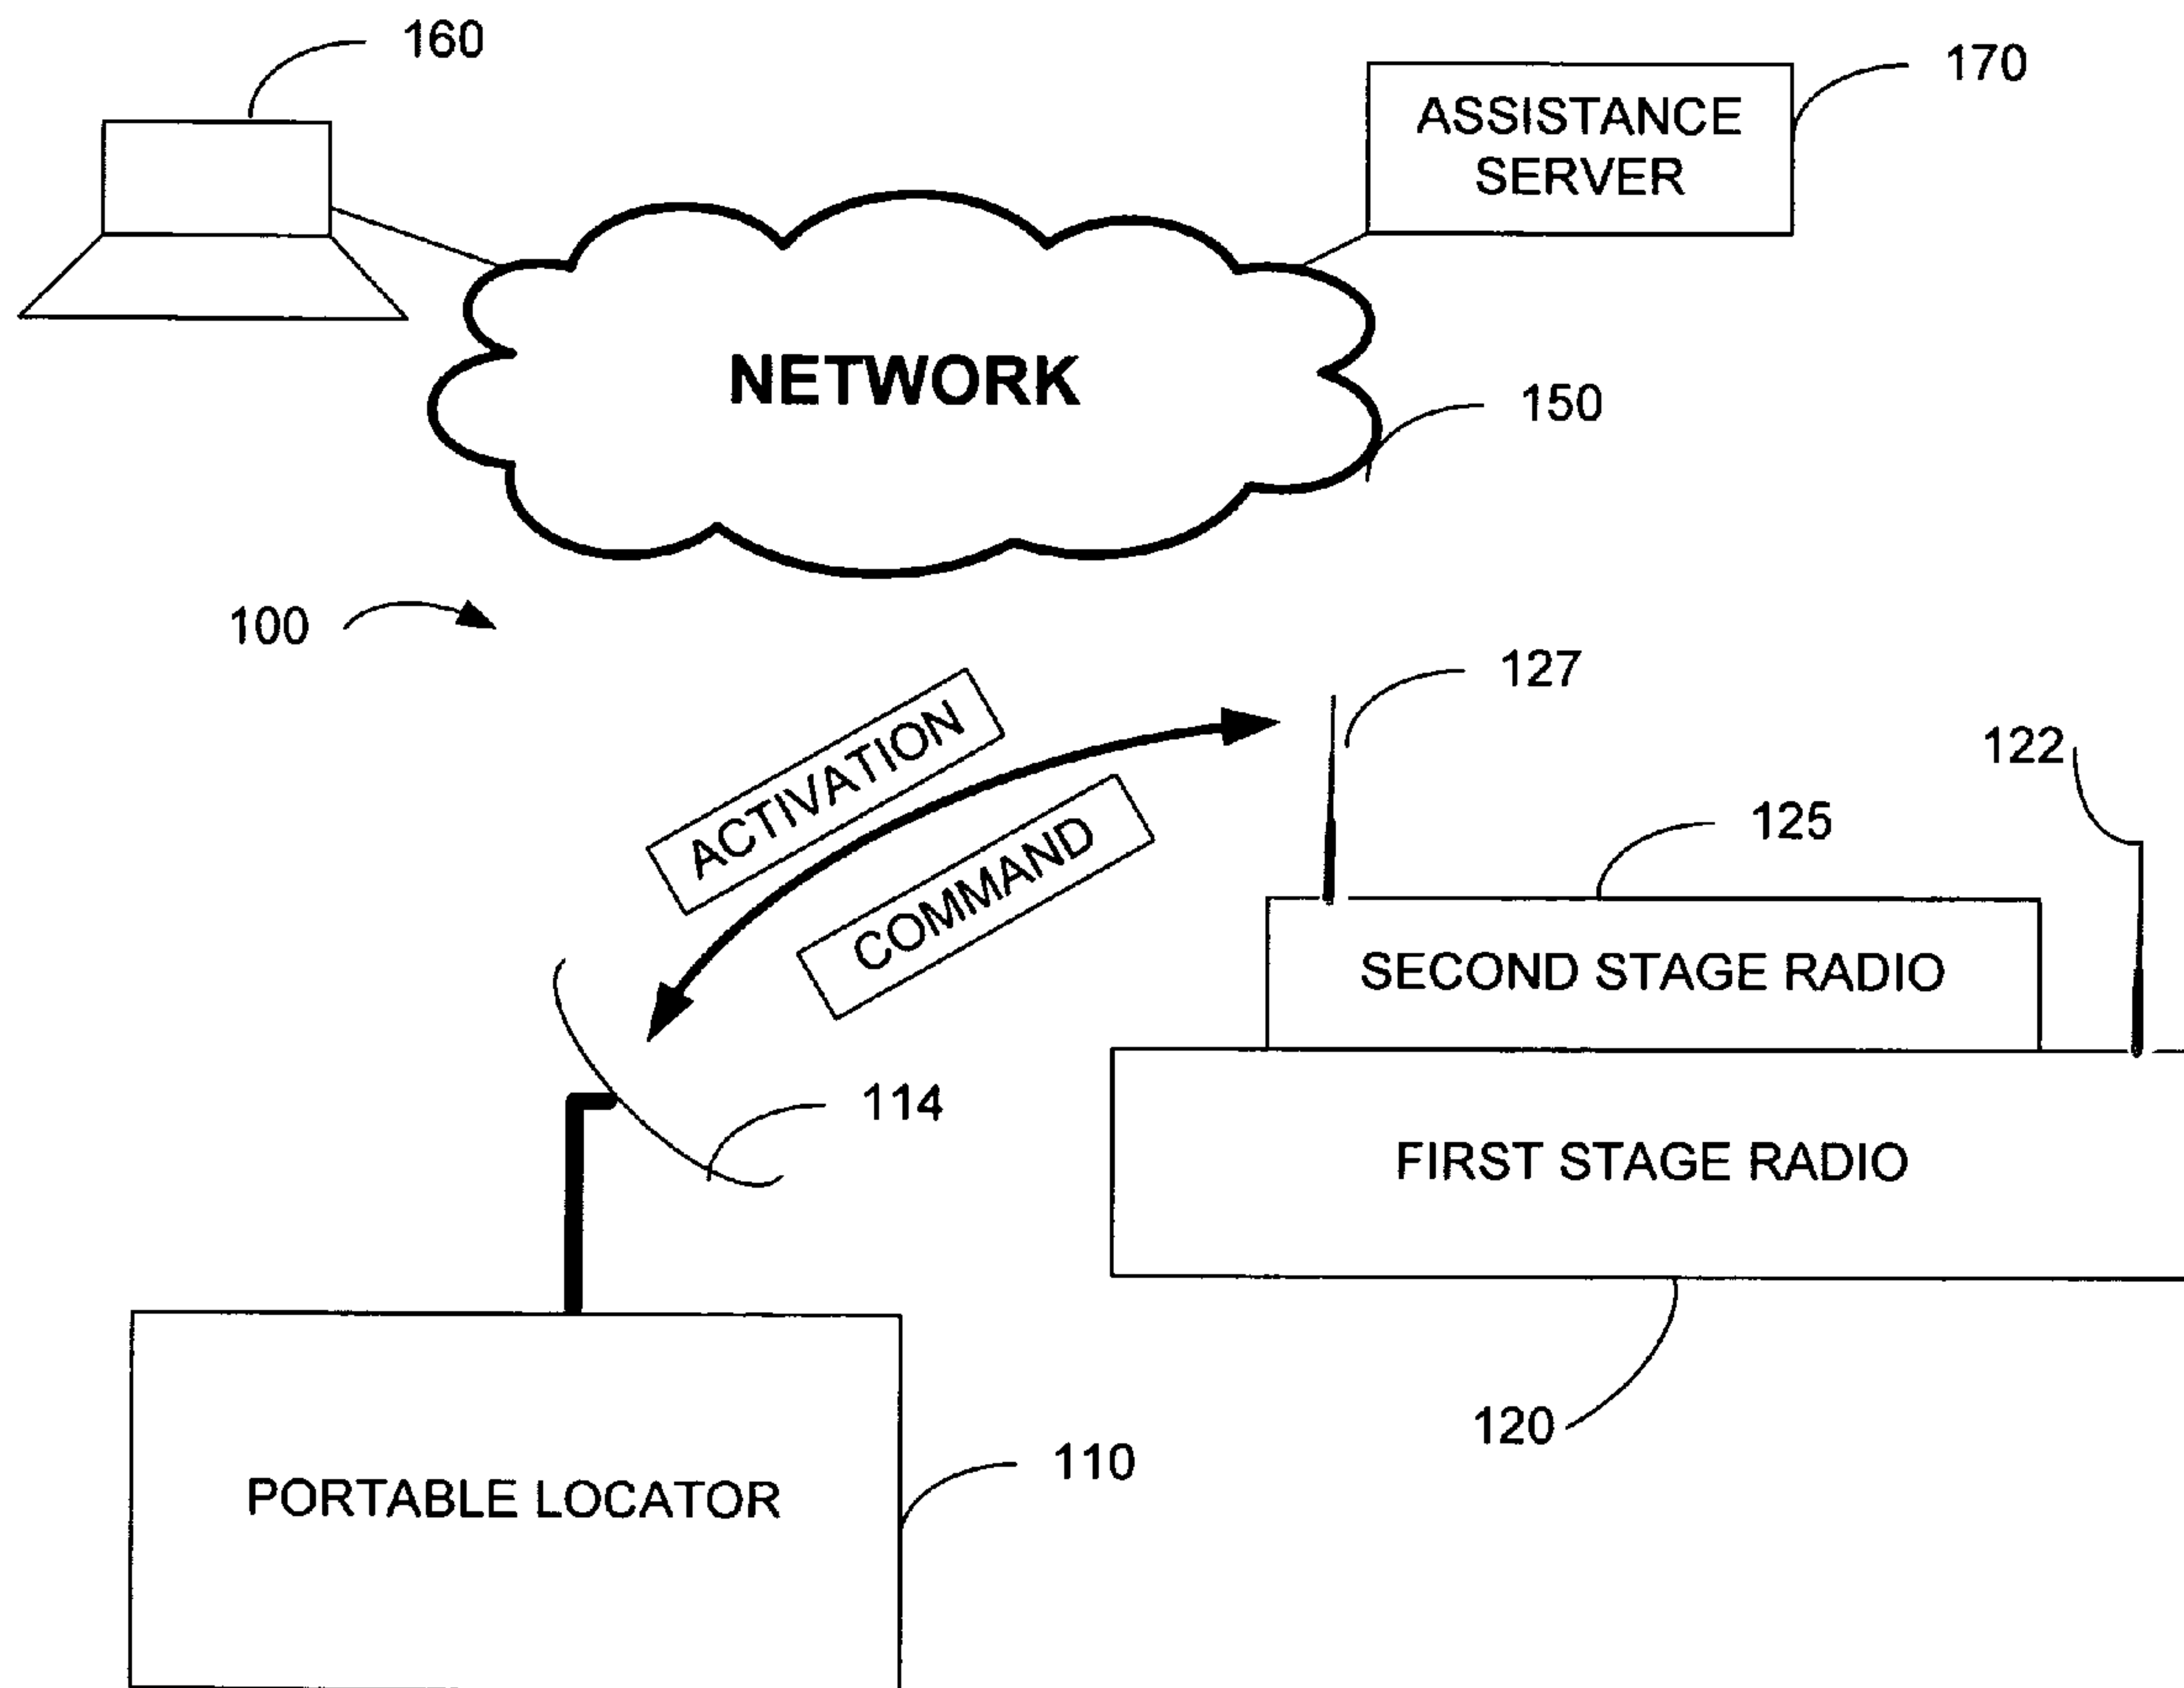 160
170
ASSISTANCE
SERVER
NETWORK
150
100
127
ACTIVATION
122
COMMAND
125
SECOND STAGE RADIO
114
FIRST STAGE RADIO
120
110
PORTABLE LOCATOR